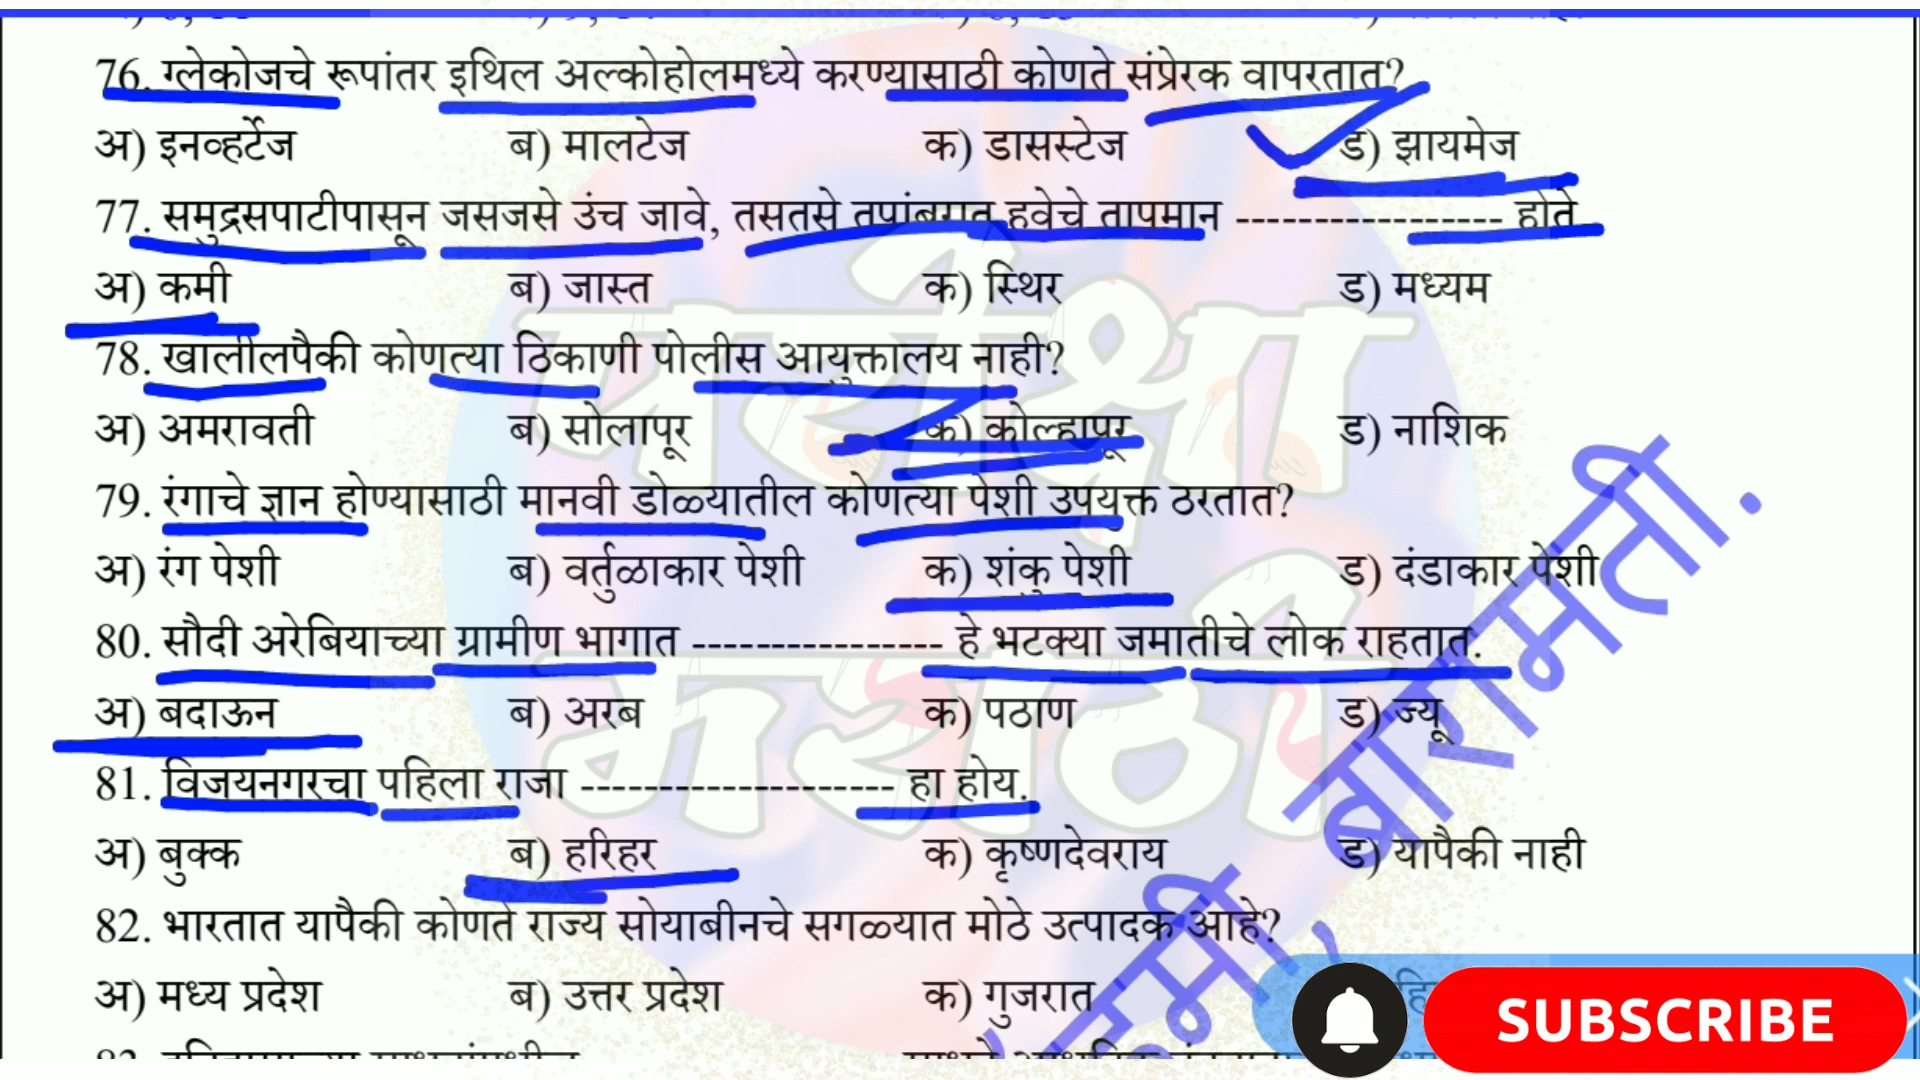 76. ग्लेकोजचे रूपांतर इथिल अल्कोहोलमध्ये करण्यासाठी कोणते संप्रेरक वापरतात?
अ) इनव्हर्टेज ब) मालटेज क) डासस्टेज ड) झायमेज
77. समुद्रसपाटीपासून जसजसे उंच जावे, तसतसे तपांबरात हवेचे तापमान ----------------- होते
अ) कमी ब) जास्त क) स्थिर ड) मध्यम
78. खालीलपैकी कोणत्या ठिकाणी पोलीस आयुक्तालय नाही?
अ) अमरावती ब) सोलापूर क) कोल्हापूर ड) नाशिक
79. रंगाचे ज्ञान होण्यासाठी मानवी डोळ्यातील कोणत्या पेशी उपयुक्त ठरतात?
अ) रंग पेशी ब) वर्तुळाकार पेशी क) शंकु पेशी ड) दंडाकार पेशी
80. सौदी अरेबियाच्या ग्रामीण भागात ---------------- हे भटक्या जमातीचे लोक राहतात.
अ) बदाऊन ब) अरब क) पठाण ड) ज्यू
81. विजयनगरचा पहिला राजा -------------------- हा होय.
अ) बुक्क ब) हरिहर क) कृष्णदेवराय ड) यापैकी नाही
82. भारतात यापैकी कोणते राज्य सोयाबीनचे सगळ्यात मोठे उत्पादक आहे?
अ) मध्य प्रदेश ब) उत्तर प्रदेश क) गुजरात
SUBSCRIBE
मराठी
बारामती.